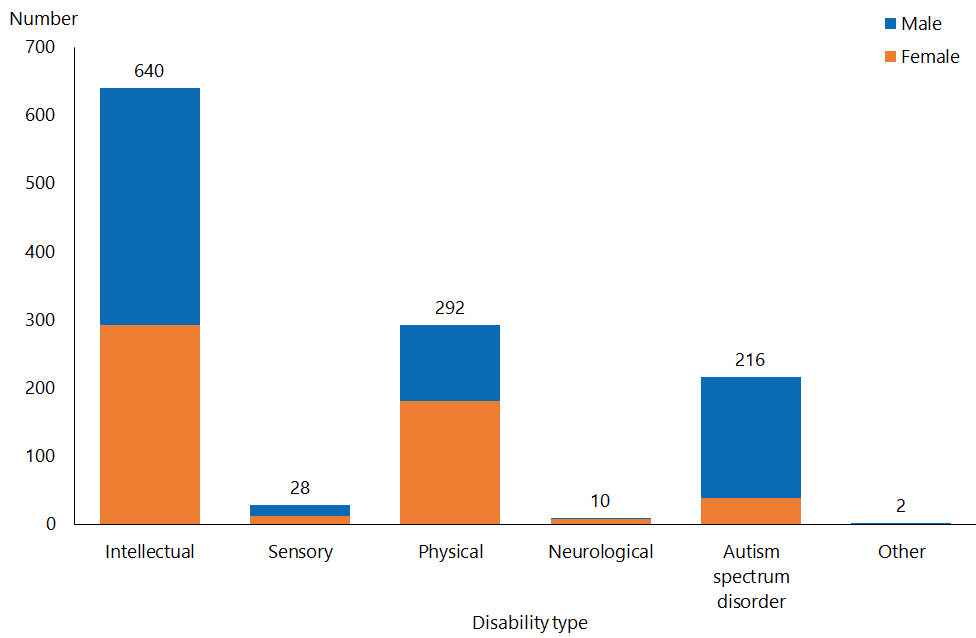 Number
Male
Female
700
600
500
400
300
200
100
0
640
28
292
10
216
2
Intellectual
Sensory
Physical
Neurological
Autism
spectrum
disorder
Other
Disability type